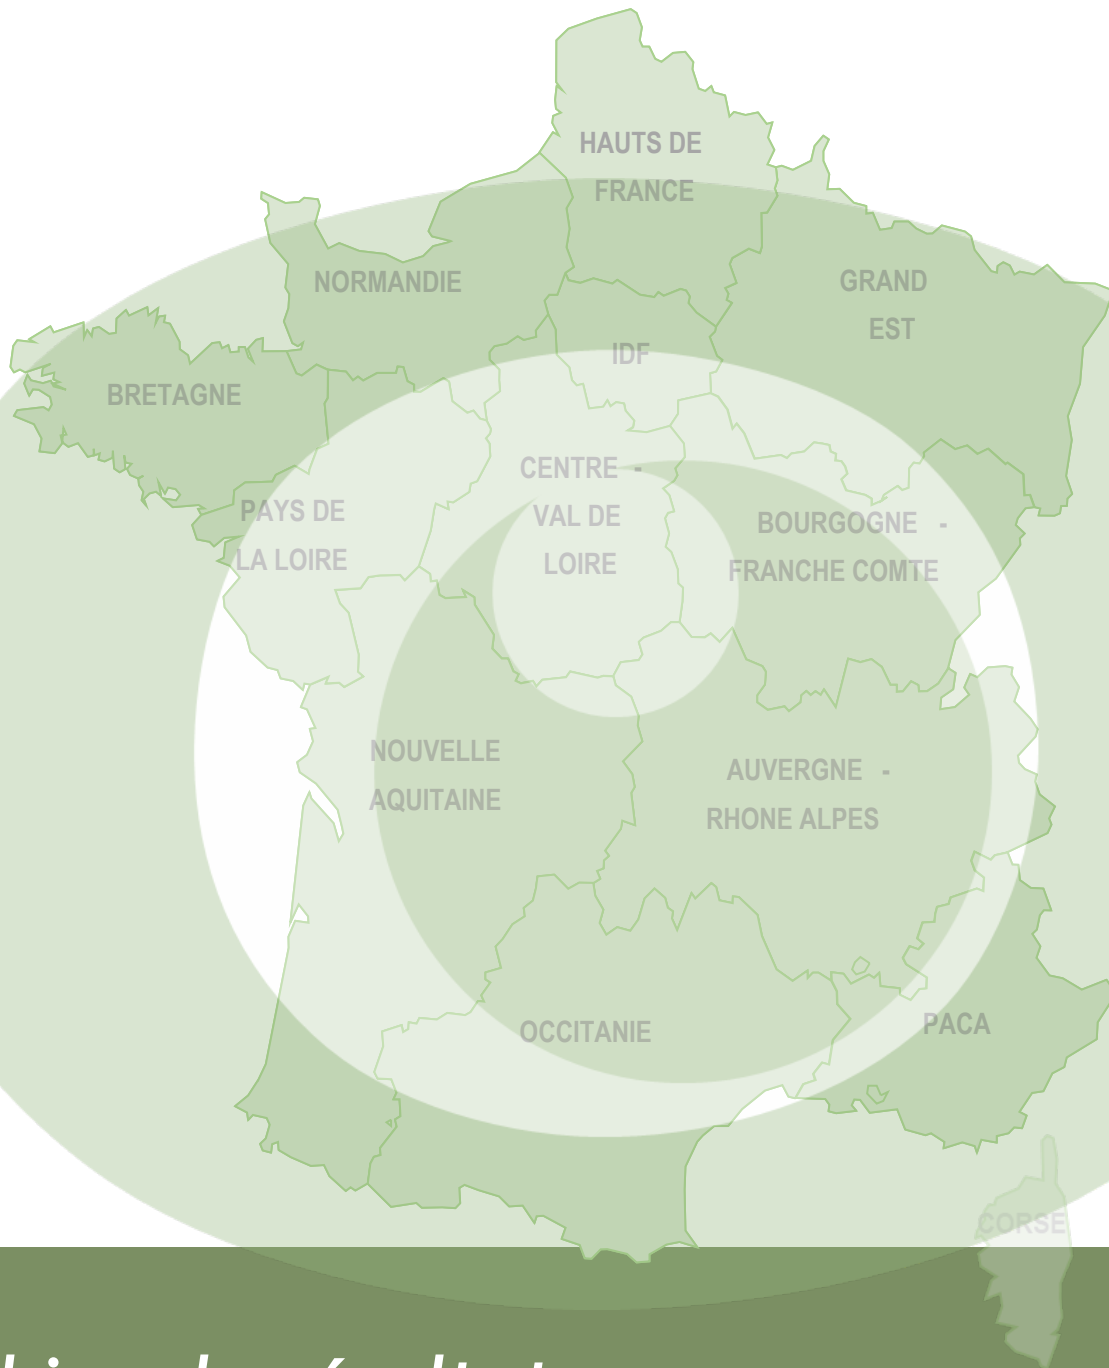 HAUTS DE
FRANCE
NORMANDIE
GRAND
EST
IDF
BRETAGNE
CENTRE -
VAL DE
LOIRE
PAYS DE
LA LOIRE
BOURGOGNE -
FRANCHE COMTE
NOUVELLE
AQUITAINE
AUVERGNE -
RHONE ALPES
OCCITANIE
PACA
CORSE